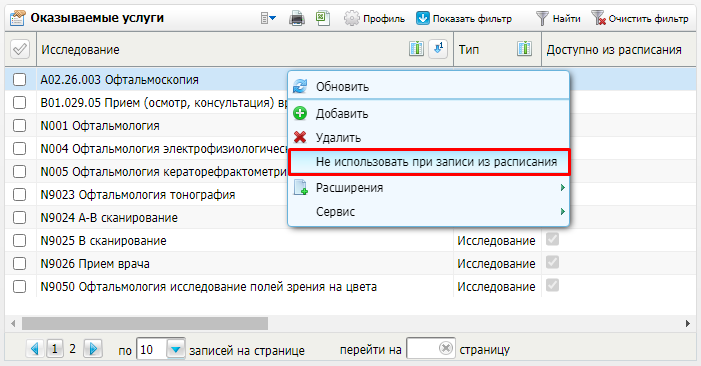 Оказываемые услуги Профиль Показать фильтр Найти Очистить фильтр
Исследование Тип Доступно из расписания
A02.26.003 Офтальмоскопия
B01.029.05 Прием (осмотр, консультация) вр
N001 Офтальмология
N004 Офтальмология электрофизиологичес
N005 Офтальмология кераторефрактометри
N9023 Офтальмология тонография
N9024 А-В сканирование
N9025 В сканирование Исследование
N9026 Прием врача Исследование
N9050 Офтальмология исследование полей зрения на цвета Исследование
Обновить
Добавить
Удалить
Не использовать при записи из расписания
Расширения
Сервис
1 2 по 10 записей на странице перейти на страницу